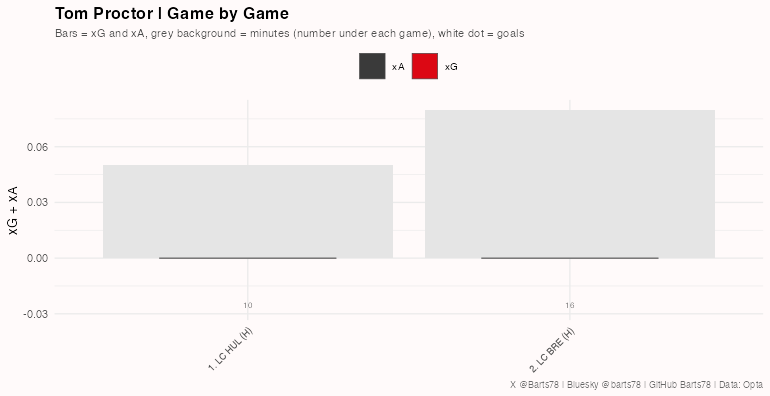 Tom Proctor | Game by Game
Bars = xG and xA, grey background = minutes (number under each game), white dot = goals
xA
xG
xG + xA
0.06
0.03
0.00
-0.03
10
16
1. LC HUL (H)
2. LC BRE (H)
X @Barts78 | Bluesky @barts78 | GitHub Barts78 | Data: Opta